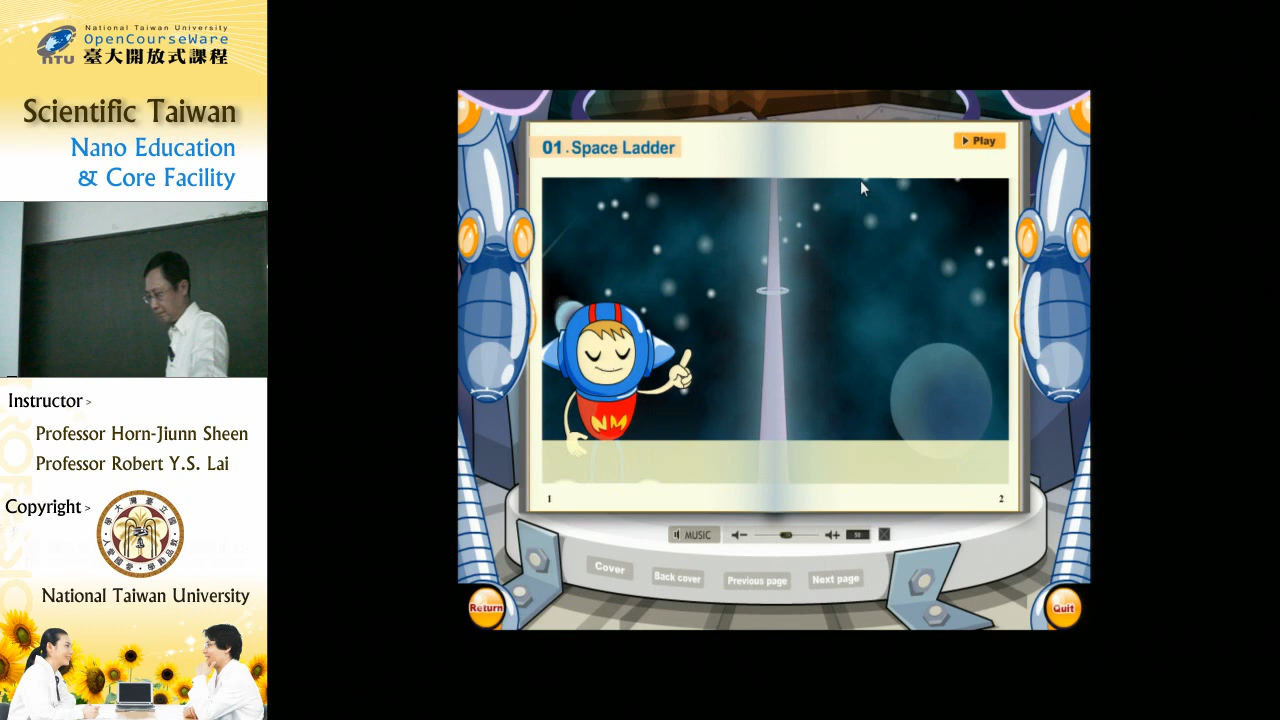 National Taiwan University
OpenCourseWare
NTU 臺大開放式課程
Scientific Taiwan
Nano Education
& Core Facility
Instructor >
Professor Horn-Jiunn Sheen
Professor Robert Y.S. Lai
Copyright >
National Taiwan University
01. Space Ladder
Play
NM
1
2
MUSIC
50
Cover
Back cover
Previous page
Next page
Return
Quit